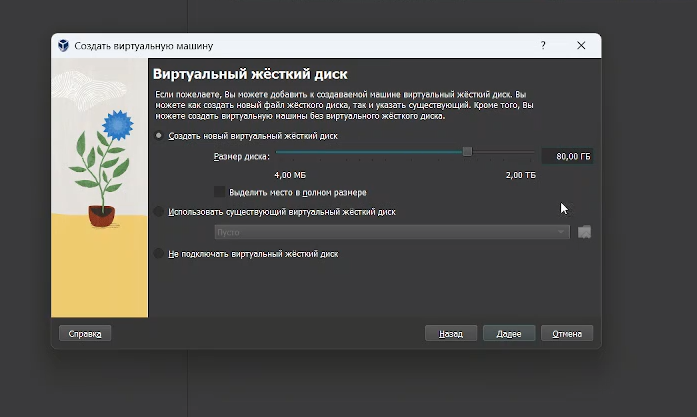 Создать виртуальную машину
?
Виртуальный жёсткий диск
Если пожелаете, Вы можете добавить к создаваемой машине виртуальный жёсткий диск. Вы
можете как создать новый файл жёсткого диска, так и указать существующий. Кроме того, Вы
можете создать виртуальную машины без виртуального жёсткого диска.
Создать новый виртуальный жёсткий диск
Размер диска:
80,00 ГБ
4,00 МБ
2,00 ТБ
Выделить место в полном размере
Использовать существующий виртуальный жёсткий диск
Пусто
Не подключать виртуальный жёсткий диск
Справка
Назад
Далее
Отмена